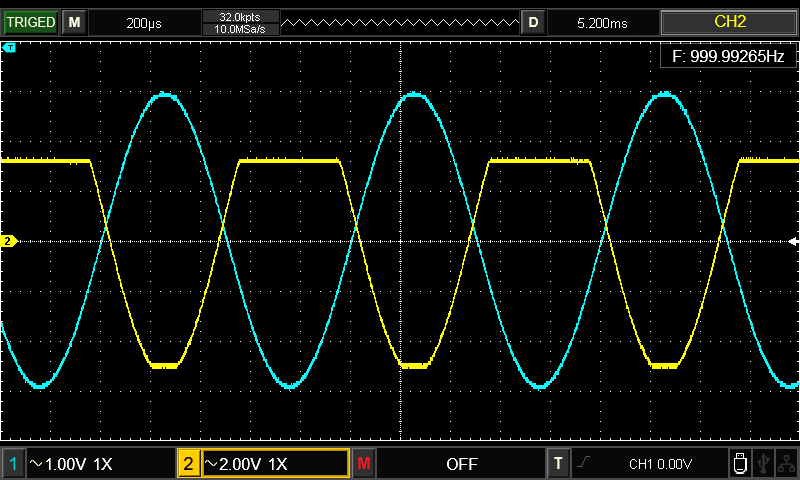 TRIGED M 200μs 32.0kpts D 5.200ms CH2
10.0MSa/s
T
F: 999.99265Hz
2
1 ~1.00V 1X 2 ~2.00V 1X M OFF T CH1 0.00V